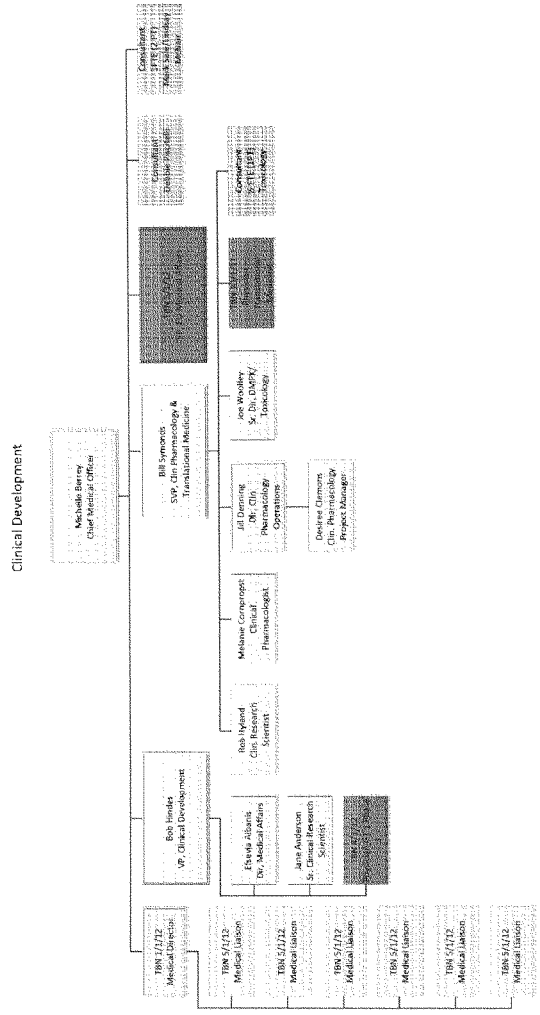 Clinical Development
Michelle Berrey
Chief Medical Officer
TBN 1/1/12
Medical Director
Bob Hindes
VP, Clinical Development
Bill Symonds
SVP, Clin Pharmacology &
Translational Medicine
Consultant
Consultant
TBN 5/1/12
Medical Liaison
TBN 5/1/12
Medical Liaison
TBN 5/1/12
Medical Liaison
TBN 5/1/12
Medical Liaison
TBN 5/1/12
Medical Liaison
TBN 5/1/12
Medical Liaison
Dir, Medical Affairs
Jane Anderson
Sr. Clinical Research
Scientist
Rob Hyland
Clin Research
Scientist
Melanie Cornpropst
Clinical
Pharmacologist
Jill Denning
Dir, Clin
Pharmacology
Operations
Desiree Clemons
Clin. Pharmacology
Project Manager
Joe Woolley
Sr. Dir, DMPK/
Toxicology
Consultant
Toxicology